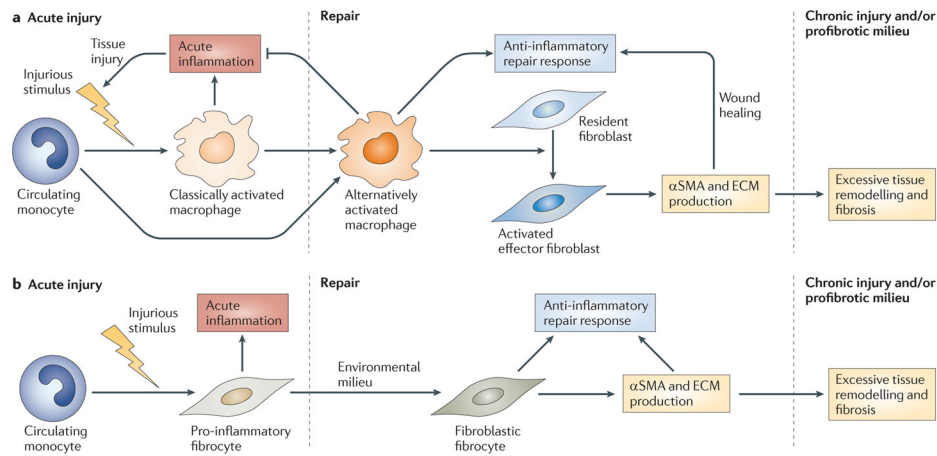 a Acute injury
Repair
Chronic injury and/or
profibrotic milieu
Tissue
injury
Acute
inflammation
Anti-inflammatory
repair response
Injurious
stimulus
Resident
fibroblast
Wound
healing
Circulating
monocyte
Classically activated
macrophage
Alternatively
activated
macrophage
Activated
effector fibroblast
αSMA and ECM
production
Excessive tissue
remodelling and
fibrosis
b Acute injury
Repair
Chronic injury and/or
profibrotic milieu
Injurious
stimulus
Acute
inflammation
Anti-inflammatory
repair response
Environmental
milieu
Circulating
monocyte
Pro-inflammatory
fibrocyte
Fibroblastic
fibrocyte
αSMA and ECM
production
Excessive tissue
remodelling and
fibrosis